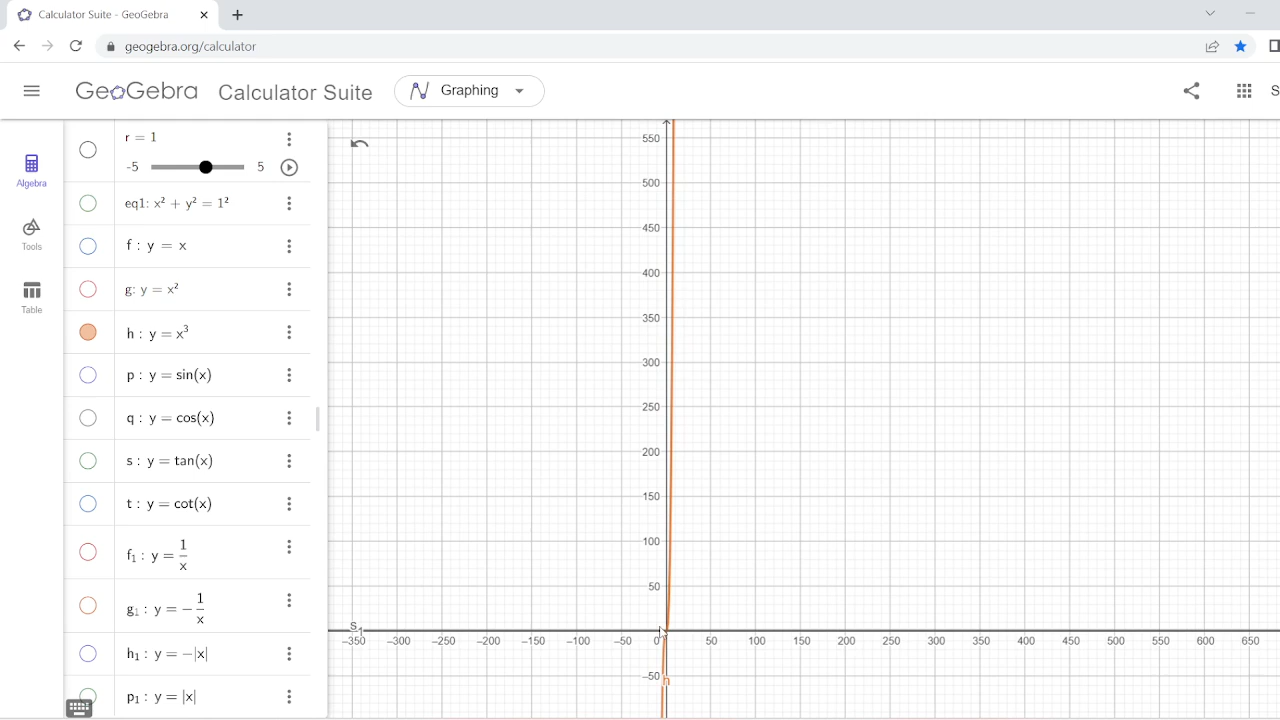 Calculator Suite - GeoGebra
geogebra.org/calculator
GeoGebra Calculator Suite Graphing S
Algebra
Tools
Table
r = 1
-5 5
eq1: x² + y² = 1²
f : y = x
g: y = x²
h : y = x³
p : y = sin(x)
q : y = cos(x)
s : y = tan(x)
t : y = cot(x)
f₁ : y = 1/x
g₁ : y = − 1/x
h₁ : y = −|x|
p₁ : y = |x|
550
500
450
400
350
300
250
200
150
100
50
s₁
−350 −300 −250 −200 −150 −100 −50 0 50 100 150 200 250 300 350 400 450 500 550 600 650
−50
h